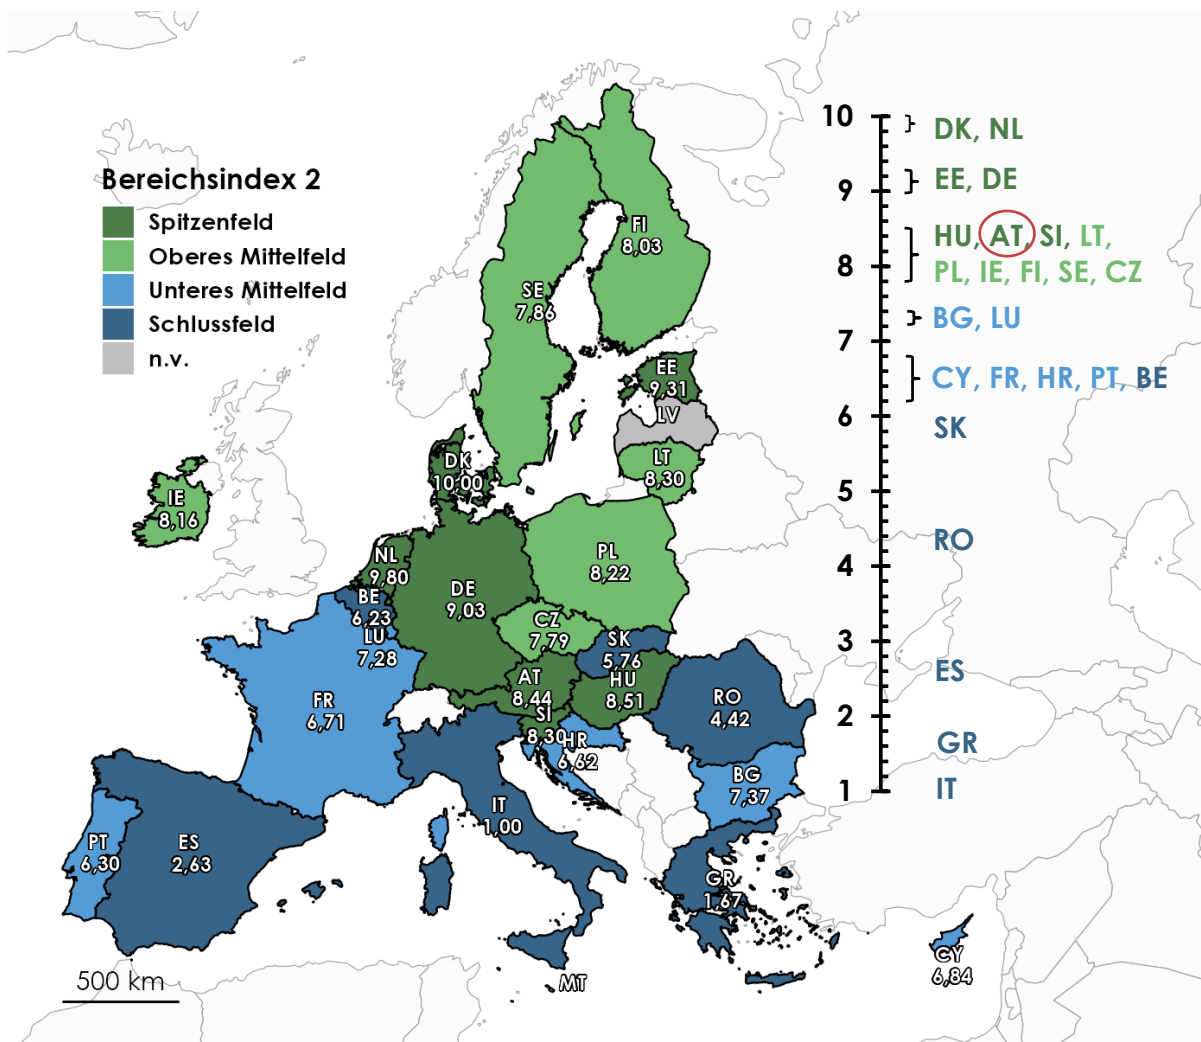 Bereichsindex 2
Spitzenfeld
Oberes Mittelfeld
Unteres Mittelfeld
Schlussfeld
n.v.
FI
8,03
SE
7,86
EE
9,31
LV
LT
8,30
DK
10,00
IE
8,16
NL
9,80
BE
6,23
LU
7,28
DE
9,03
PL
8,22
CZ
7,79
SK
5,76
AT
8,44
HU
8,51
SI
8,30
HR
6,62
FR
6,71
RO
4,42
BG
7,37
IT
1,00
PT
6,30
ES
2,63
GR
1,67
MT
CY
6,84
500 km
10
9
8
7
6
5
4
3
2
1
DK, NL
EE, DE
HU, AT, SI, LT,
PL, IE, FI, SE, CZ
BG, LU
CY, FR, HR, PT, BE
SK
RO
ES
GR
IT